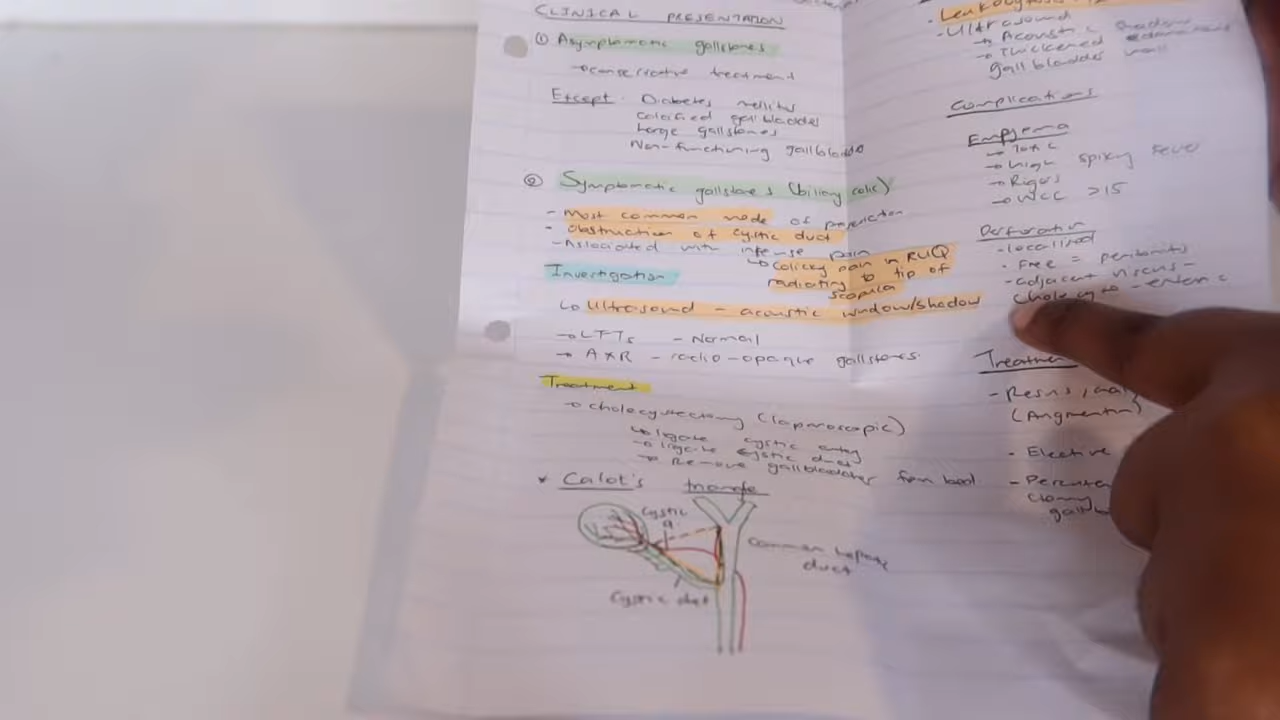 CLINICAL PRESENTATION
① Asymptomatic gallstones
→ conservative treatment
Except: Diabetes mellitus
calcified gallbladder
Large gallstones
Non-functioning gallbladder
② Symptomatic gallstones (biliary colic)
- Most common mode of presentation
- Obstruction of cystic duct
- Associated with intense pain
↳ Colicky pain in RUQ
radiating to tip of
scapula
Investigation
↳ Ultrasound - acoustic window/shadow
→ LFTs - Normal
→ AXR - radio-opaque gallstones.
Treatment
→ cholecystectomy (laparoscopic)
↳ ligate cystic artery
→ ligate cystic duct
→ Remove gallbladder from bed.
* Calot's triangle
Cystic
a.
Common hepatic
duct
Cystic duct
- Leukocytosis
- Ultrasound
→ Acoustic shadow
→ Thickened
gallbladder wall
Complications
Empyema
→ Toxic
→ High spiky fever
→ Rigors
→ WCC >15
Perforation
- Localised
- Free = peritonitis
- adjacent viscus -
Treatmen
- Resus,
(Augmentin)
- Elective